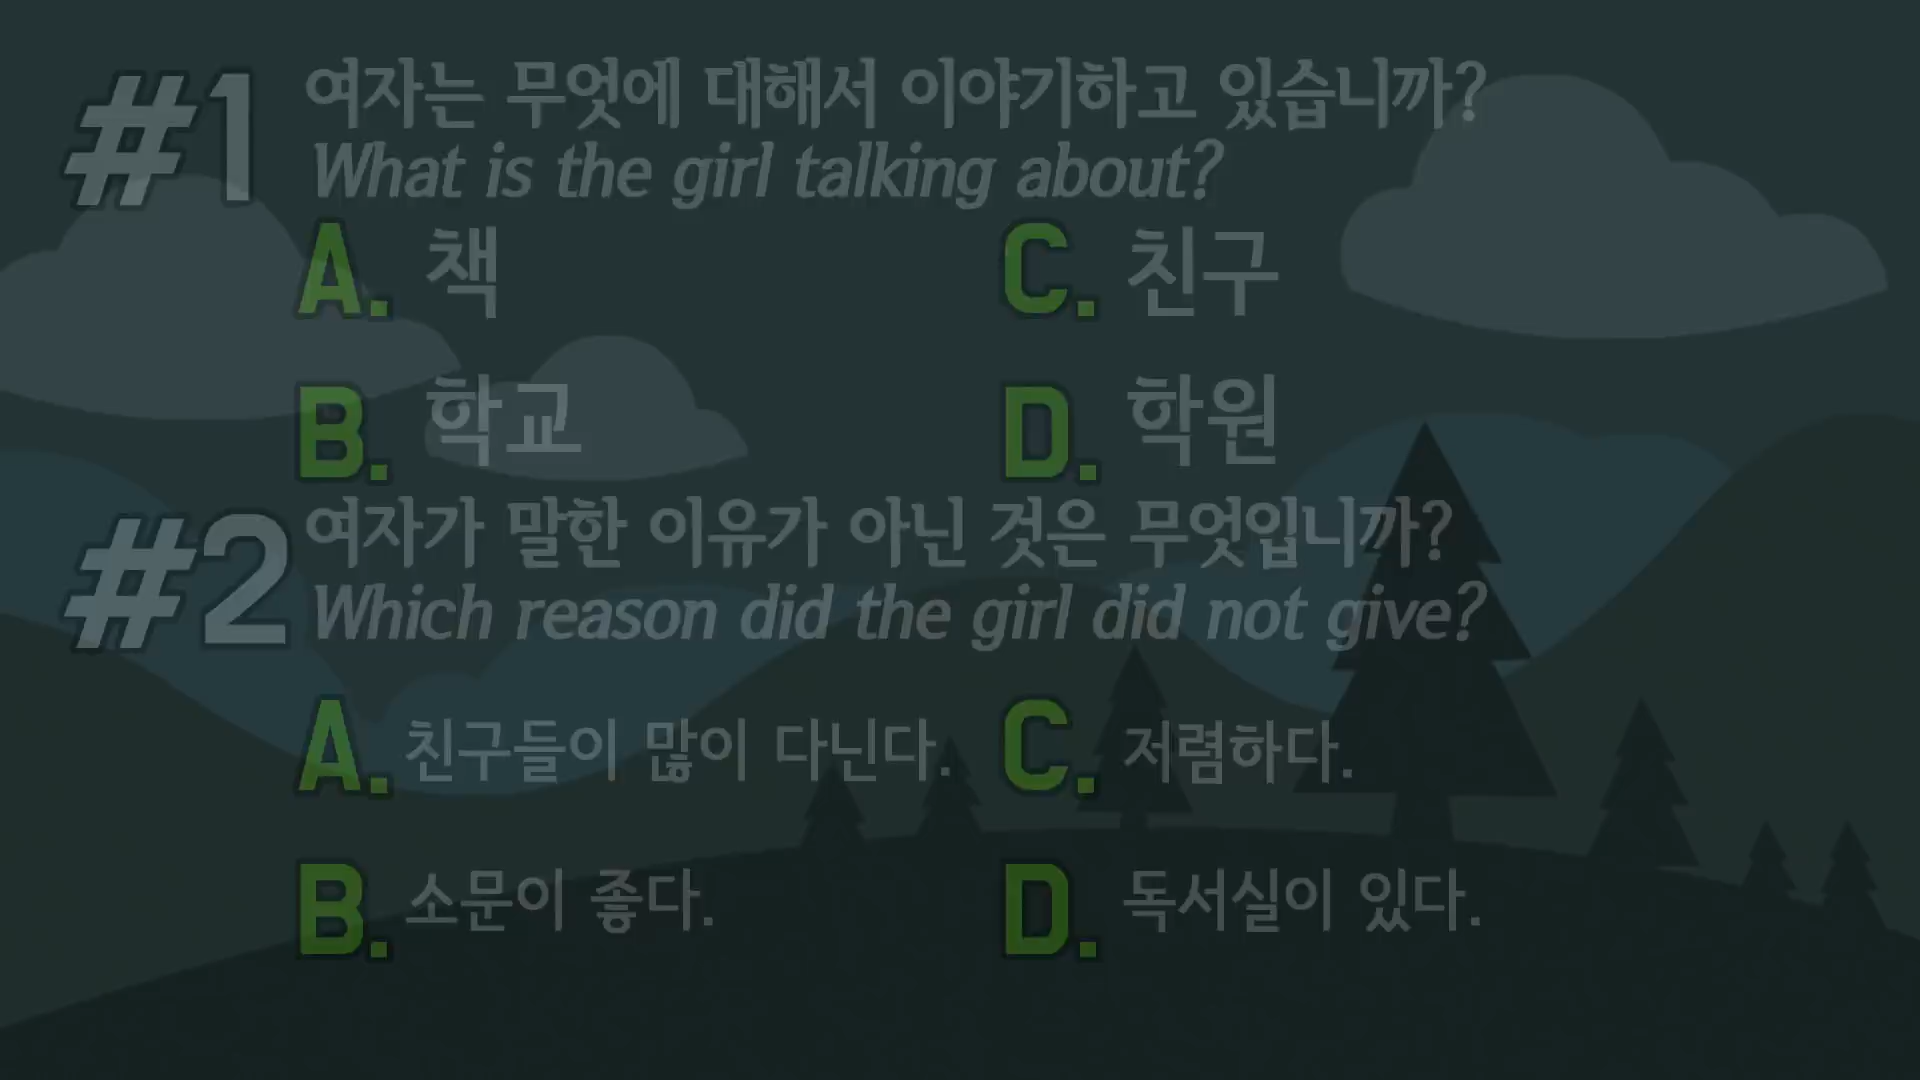 #1 여자는 무엇에 대해서 이야기하고 있습니까?
What is the girl talking about?
A. 책
C. 친구
B. 학교
D. 학원
#2 여자가 말한 이유가 아닌 것은 무엇입니까?
Which reason did the girl did not give?
A. 친구들이 많이 다닌다.
C. 저렴하다.
B. 소문이 좋다.
D. 독서실이 있다.